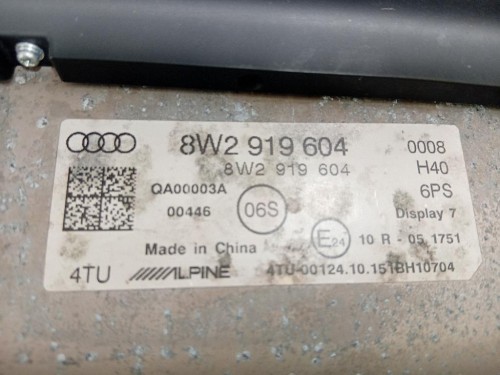 8W2 919 604 0008
8W2 919 604 H40
QA00003A 6PS
00446 06S Display 7
Made in China E24 10 R - 05 1751
4TU ALPINE 4TU-00124.10.151BH10704